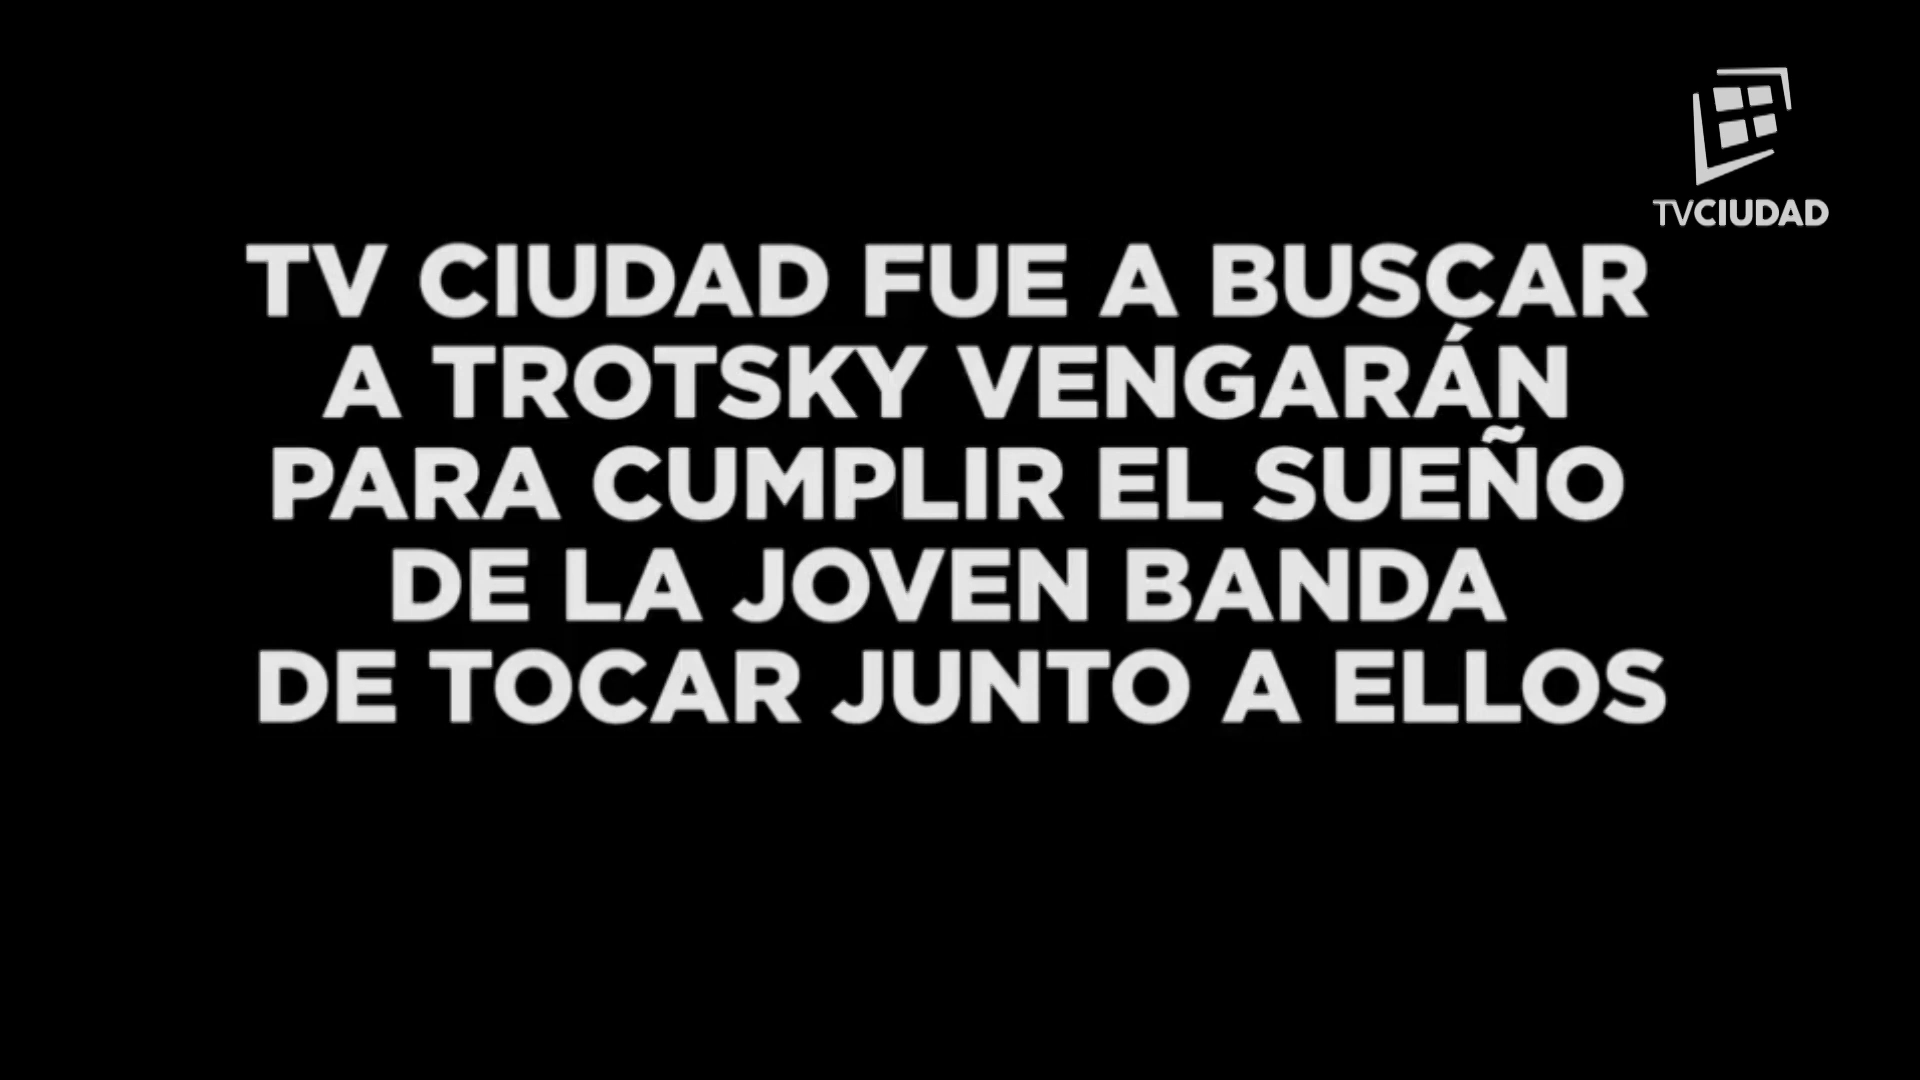 TVCIUDAD
TV CIUDAD FUE A BUSCAR
A TROTSKY VENGARÁN
PARA CUMPLIR EL SUEÑO
DE LA JOVEN BANDA
DE TOCAR JUNTO A ELLOS